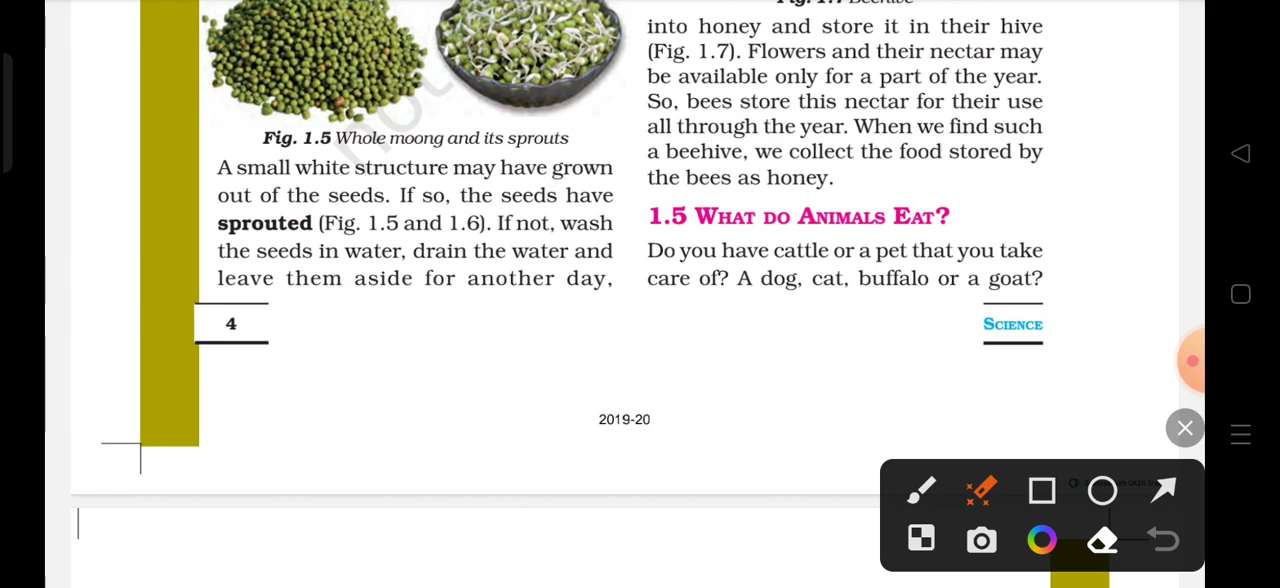 Fig. 1.5 Whole moong and its sprouts
A small white structure may have grown
out of the seeds. If so, the seeds have
sprouted (Fig. 1.5 and 1.6). If not, wash
the seeds in water, drain the water and
leave them aside for another day,
4
into honey and store it in their hive
(Fig. 1.7). Flowers and their nectar may
be available only for a part of the year.
So, bees store this nectar for their use
all through the year. When we find such
a beehive, we collect the food stored by
the bees as honey.
1.5 WHAT DO ANIMALS EAT?
Do you have cattle or a pet that you take
care of? A dog, cat, buffalo or a goat?
SCIENCE
2019-20